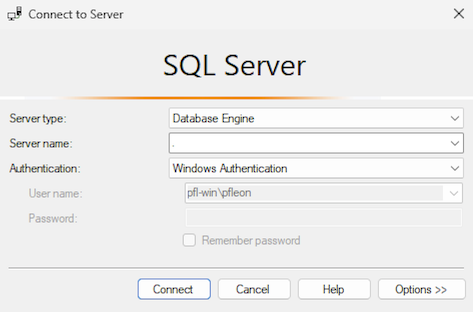 Connect to Server
SQL Server
Server type: Database Engine
Server name: .
Authentication: Windows Authentication
User name: pfl-win\pfleon
Password:
Remember password
Connect Cancel Help Options >>